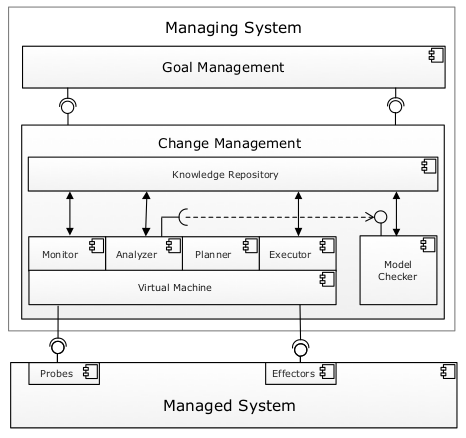 Managing System
Goal Management
Change Management
Knowledge Repository
Monitor
Analyzer
Planner
Executor
Model
Checker
Virtual Machine
Probes
Effectors
Managed System